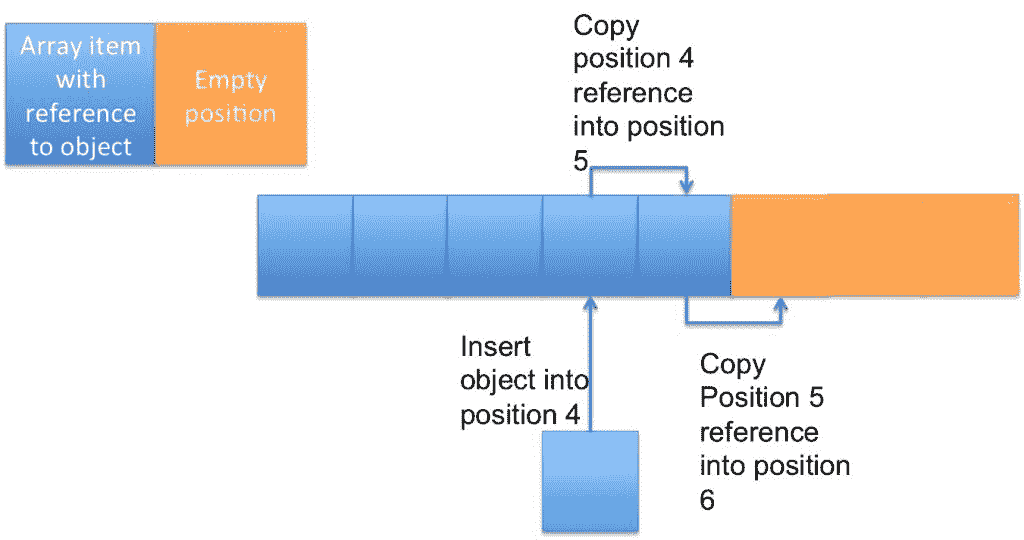 Array item
with
reference
to object
Empty
position
Copy
position 4
reference
into position
5
Insert
object into
position 4
Copy
Position 5
reference
into position
6